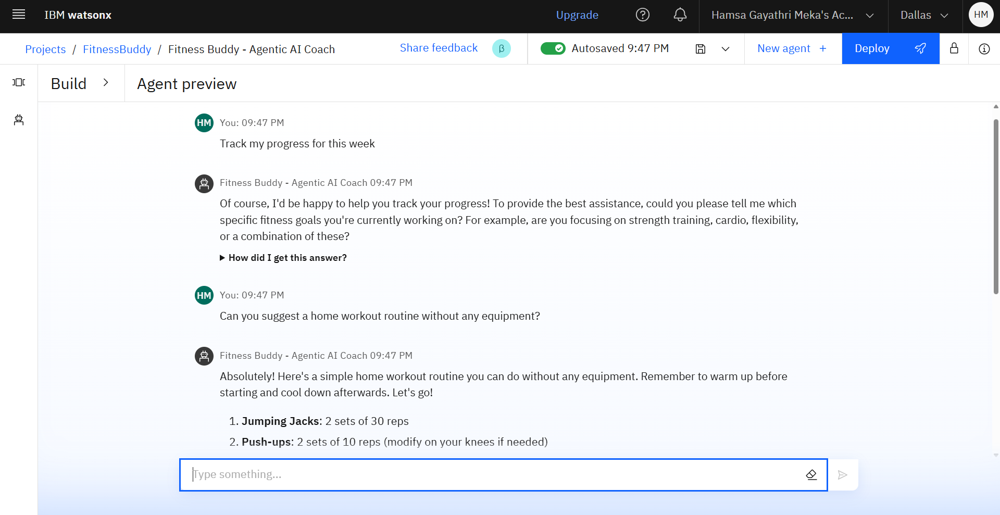 IBM watsonx
Upgrade
Hamsa Gayathri Meka's Ac...
Dallas
HM
Projects / FitnessBuddy / Fitness Buddy - Agentic AI Coach
Share feedback
β
Autosaved 9:47 PM
New agent +
Deploy
Build
Agent preview
HM
You: 09:47 PM
Track my progress for this week
Fitness Buddy - Agentic AI Coach 09:47 PM
Of course, I'd be happy to help you track your progress! To provide the best assistance, could you please tell me which
specific fitness goals you're currently working on? For example, are you focusing on strength training, cardio, flexibility,
or a combination of these?
How did I get this answer?
HM
You: 09:47 PM
Can you suggest a home workout routine without any equipment?
Fitness Buddy - Agentic AI Coach 09:47 PM
Absolutely! Here's a simple home workout routine you can do without any equipment. Remember to warm up before
starting and cool down afterwards. Let's go!
1. Jumping Jacks: 2 sets of 30 reps
2. Push-ups: 2 sets of 10 reps (modify on your knees if needed)
Type something...